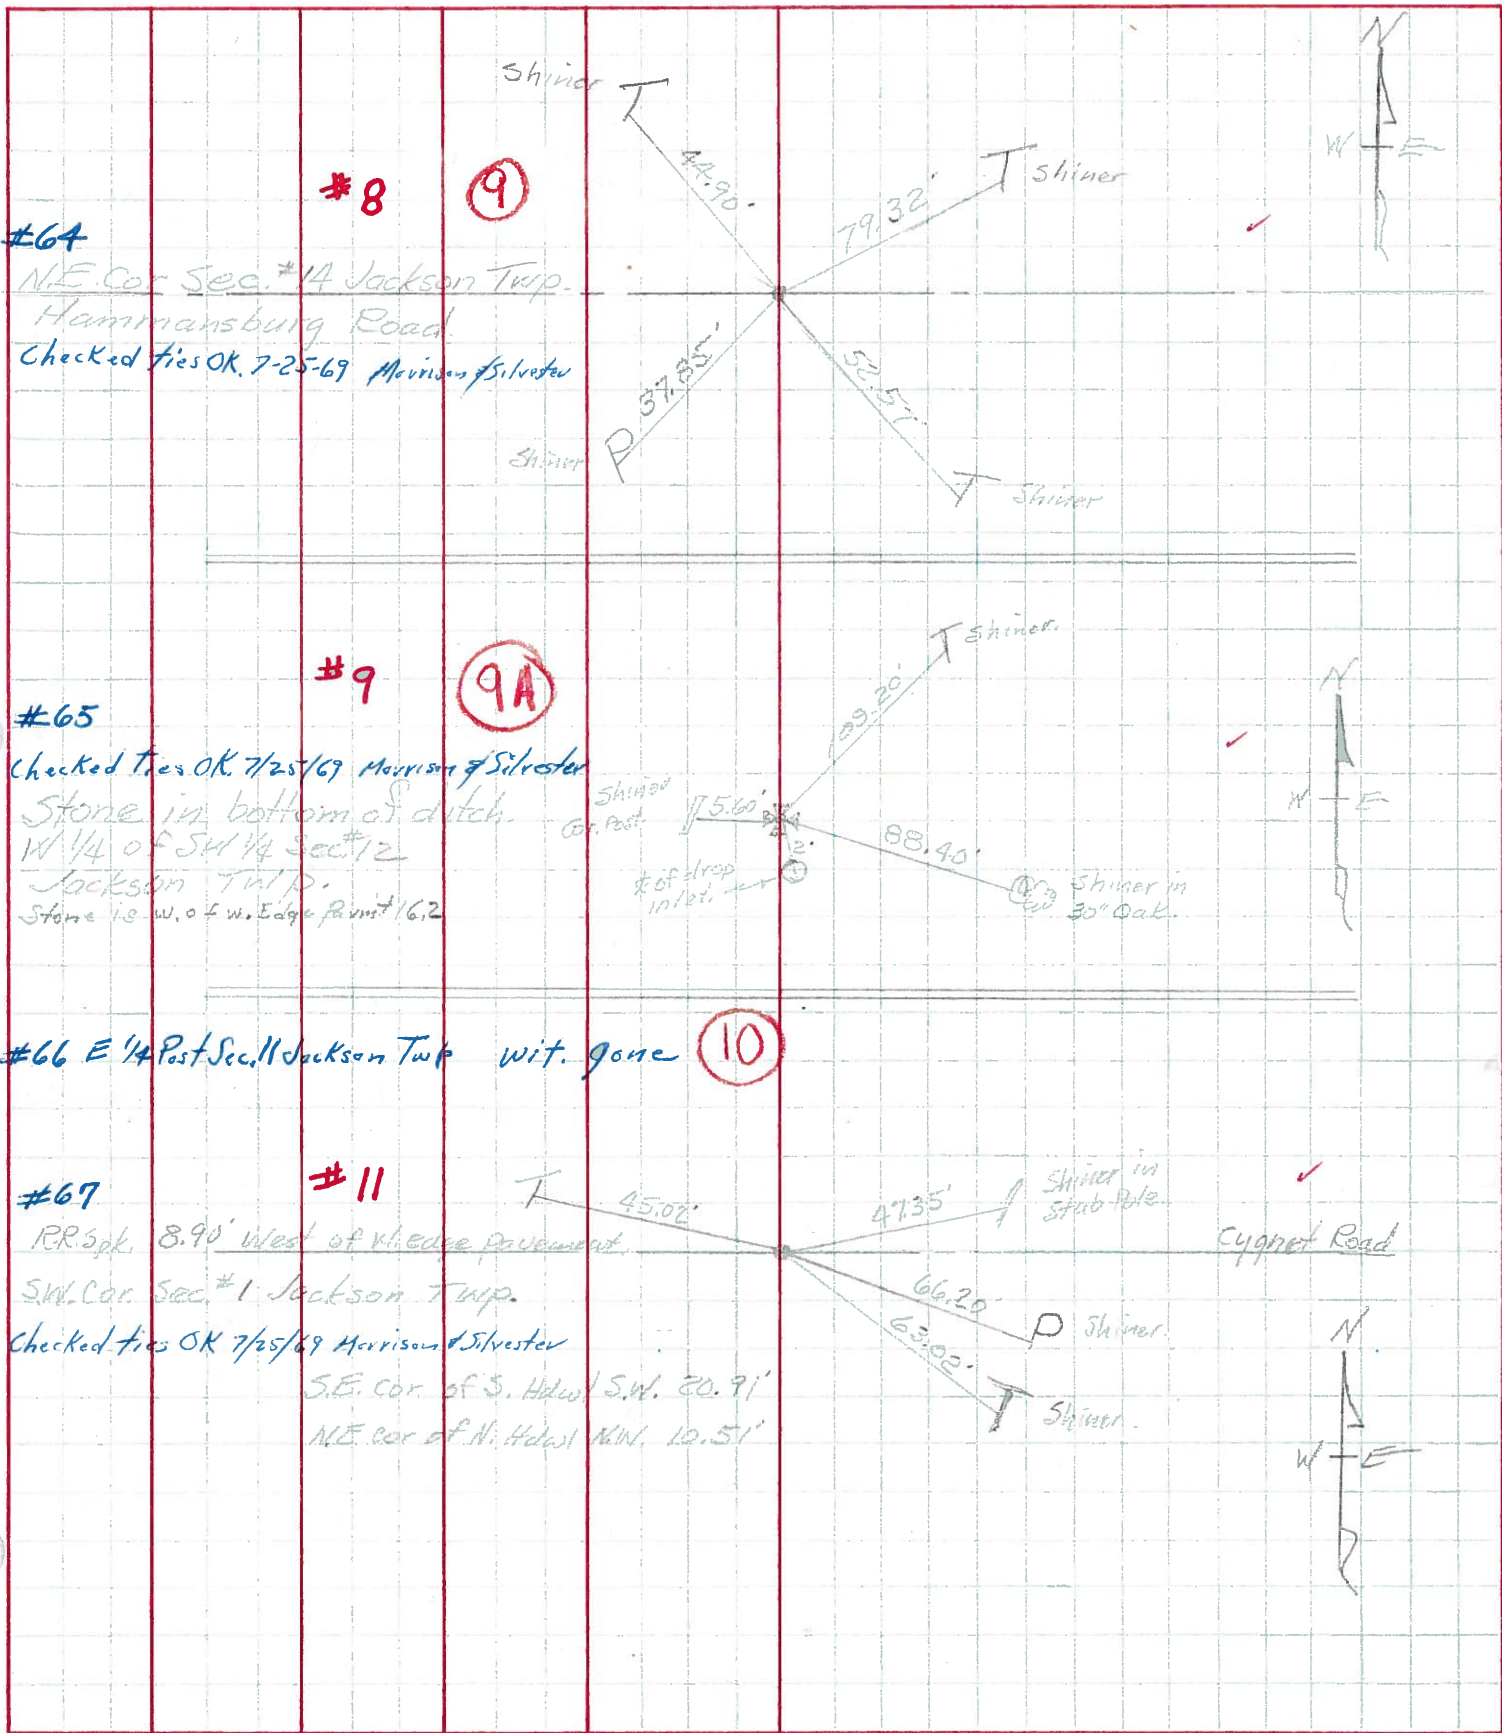 N
Shiner T
44.90'
T Shiner
79.32'
W E
#8 9
#64
N.E. Cor Sec. #14 Jackson Twp.
Hammansburg Road
Checked ties OK. 7-25-69 Morrison & Silvester
37.85'
52.57'
Shiner P
T Shiner
T Shiner.
#9 9A
69.20'
N
#65
Checked ties OK. 7/25/69 Morrison & Silvester
Stone in bottom of ditch.
W 1/4 of SW 1/4 Sec. #12
Jackson Twp.
Stone is W. of W. Edge Pavmt 16.2
Shiner
Cor. Post.
5.60'
2'
88.40'
W E
of drop
inlet.
Shiner in
30" Oak.
#66 E 1/4 Post Sec. 11 Jackson Twp wit. gone 10
#67 #11
T 45.02'
47.35'
Shiner in
Stub Pole.
R.R. Spk. 8.90' West of W. edge pavement.
Cygnet Road
S.W. Cor. Sec. #1 Jackson Twp.
66.20'
P Shiner
Checked ties OK 7/25/69 Morrison & Silvester
63.02'
N
S.E. cor. of S. Hdwl S.W. 20.91'
T Shiner.
N.E. cor of N. Hdwl N.W. 10.51'
W E